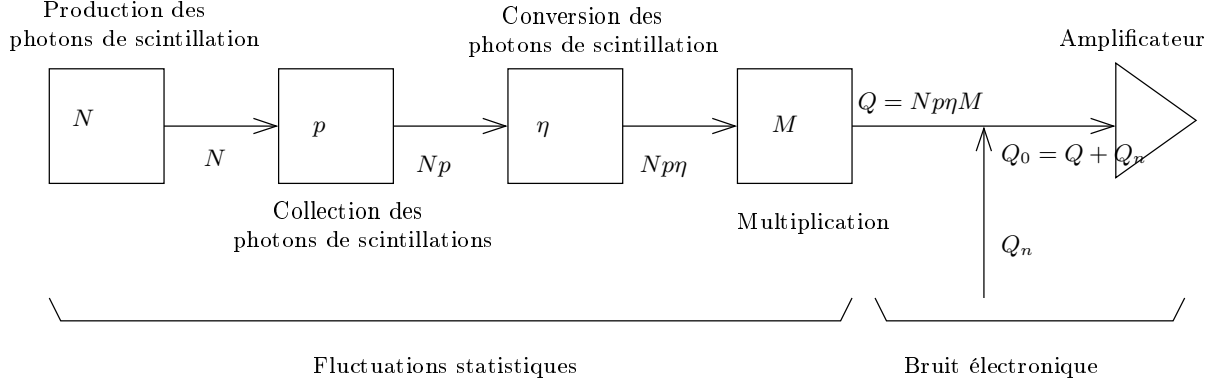 Production des
photons de scintillation
Conversion des
photons de scintillation
Amplificateur
N
p
η
M
Q = NpηM
N
Np
Npη
Q₀ = Q + Qₙ
Collection des
photons de scintillations
Multiplication
Qₙ
Fluctuations statistiques
Bruit électronique